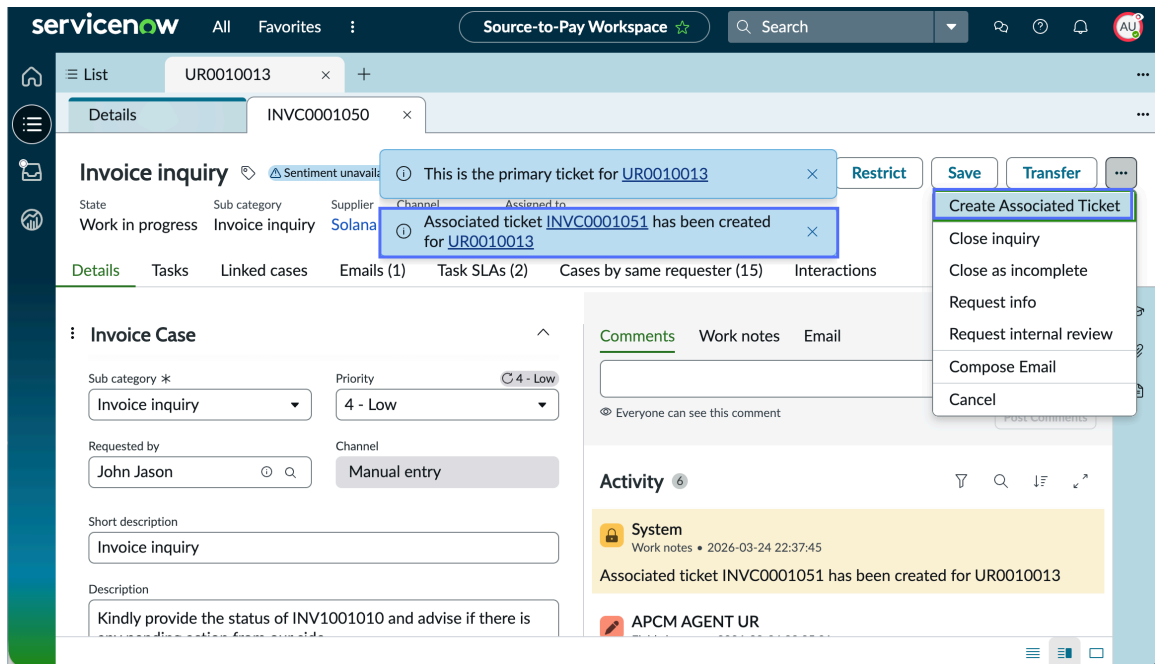 servicenow All Favorites Source-to-Pay Workspace Search AU
List UR0010013
Details INVC0001050
Invoice inquiry Sentiment unavaila This is the primary ticket for UR0010013 Restrict Save Transfer
State Sub category Supplier Channel Assigned to
Work in progress Invoice inquiry Solana
Associated ticket INVC0001051 has been created
for UR0010013
Create Associated Ticket
Close inquiry
Close as incomplete
Request info
Request internal review
Compose Email
Cancel
Details Tasks Linked cases Emails (1) Task SLAs (2) Cases by same requester (15) Interactions
Invoice Case
Sub category * Priority 4 - Low
Invoice inquiry 4 - Low
Requested by Channel
John Jason Manual entry
Short description
Invoice inquiry
Description
Kindly provide the status of INV1001010 and advise if there is
any pending action from our side
Comments Work notes Email
Everyone can see this comment
Post Comments
Activity 6
System
Work notes • 2026-03-24 22:37:45
Associated ticket INVC0001051 has been created for UR0010013
APCM AGENT UR